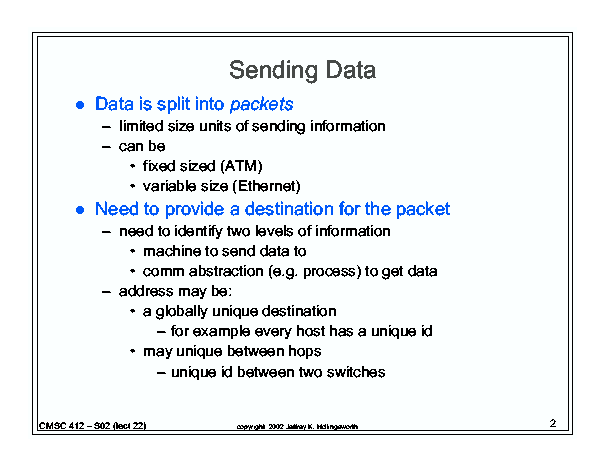 Sending Data
● Data is split into packets
– limited size units of sending information
– can be
• fixed sized (ATM)
• variable size (Ethernet)
● Need to provide a destination for the packet
– need to identify two levels of information
• machine to send data to
• comm abstraction (e.g. process) to get data
– address may be:
• a globally unique destination
– for example every host has a unique id
• may unique between hops
– unique id between two switches
CMSC 412 – S02 (lect 22)
copyright 2002 Jeffrey K. Hollingsworth
2